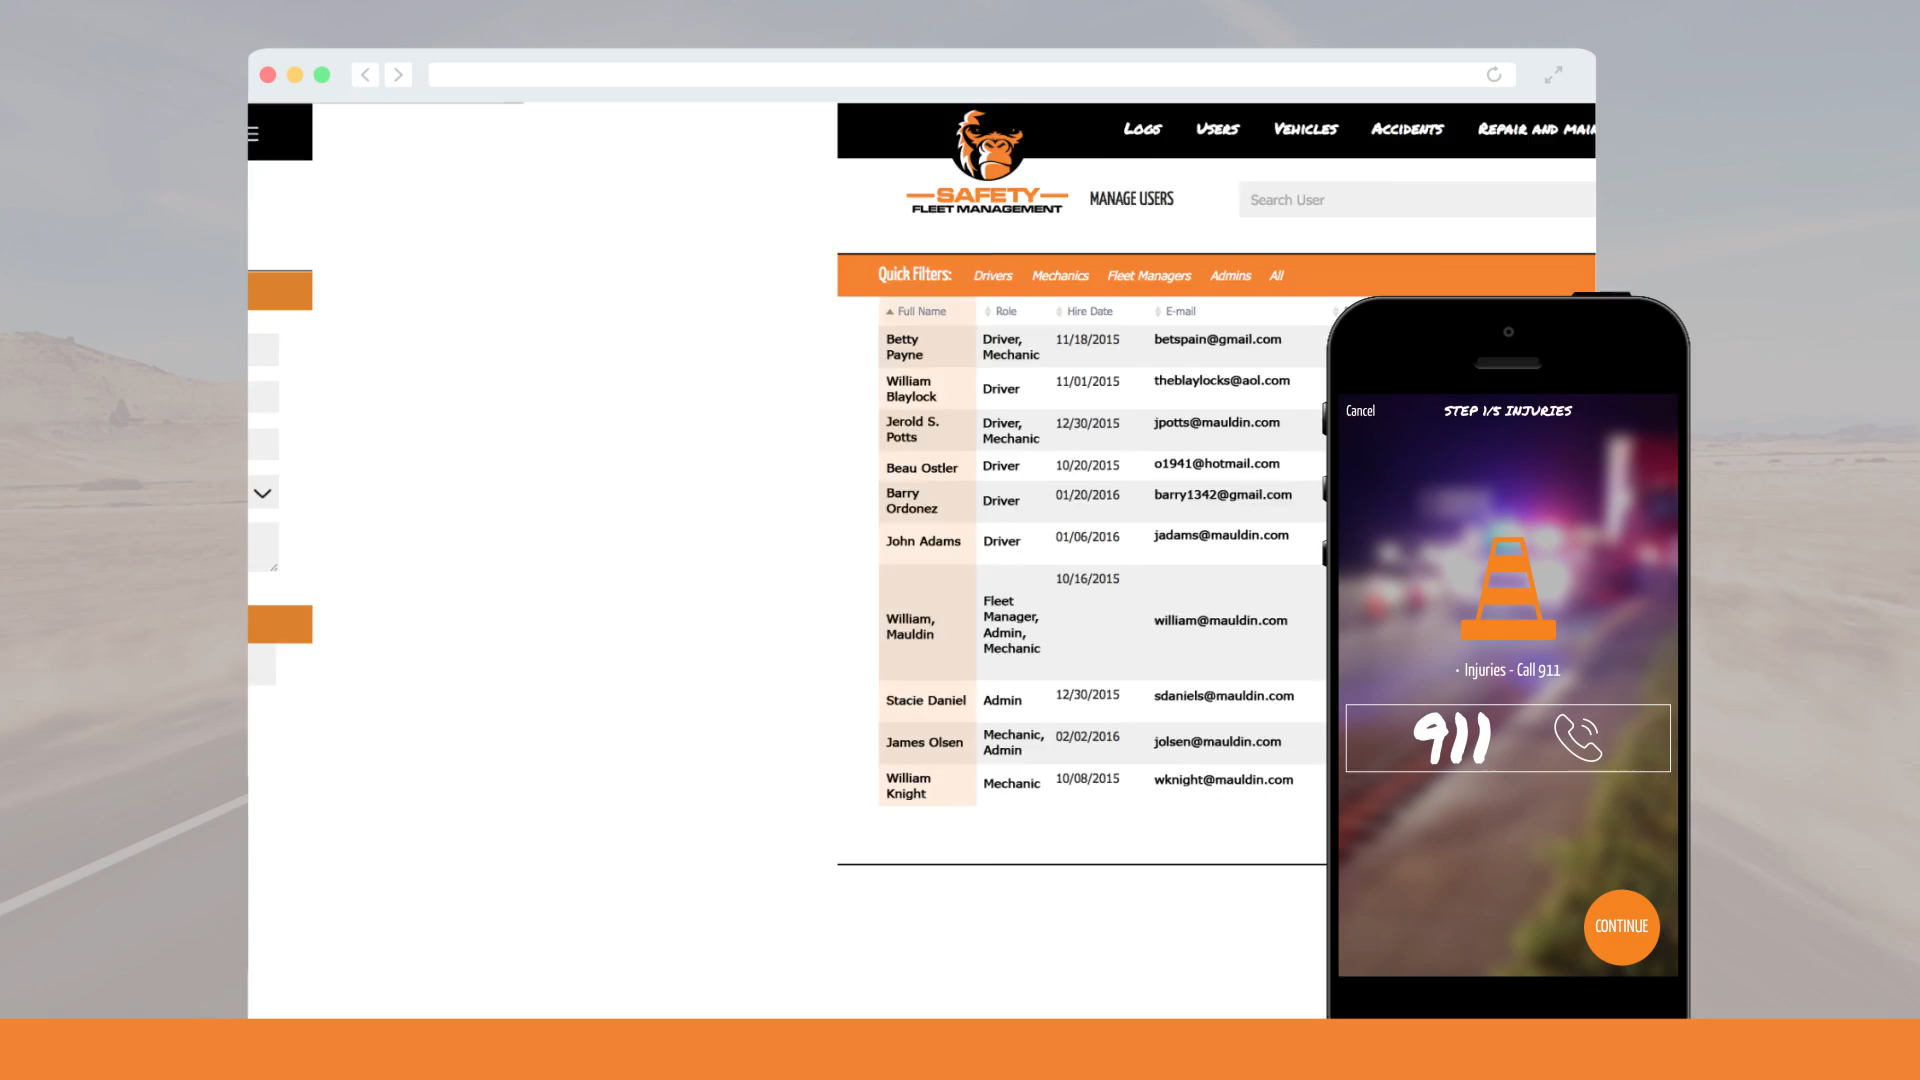 Logs Users Vehicles Accidents Repair and Main
SAFETY
FLEET MANAGEMENT
MANAGE USERS
Search User
Quick Filters: Drivers Mechanics Fleet Managers Admins All
Full Name Role Hire Date E-mail
Betty Payne Driver, Mechanic 11/18/2015 betspain@gmail.com
William Blaylock Driver 11/01/2015 theblaylocks@aol.com
Jerold S. Potts Driver, Mechanic 12/30/2015 jpotts@mauldin.com
Beau Ostler Driver 10/20/2015 o1941@hotmail.com
Barry Ordonez Driver 01/20/2016 barry1342@gmail.com
John Adams Driver 01/06/2016 jadams@mauldin.com
William, Mauldin Fleet Manager, Admin, Mechanic 10/16/2015 william@mauldin.com
Stacie Daniel Admin 12/30/2015 sdaniels@mauldin.com
James Olsen Mechanic, Admin 02/02/2016 jolsen@mauldin.com
William Knight Mechanic 10/08/2015 wknight@mauldin.com
Cancel STEP 1/5 INJURIES
· Injuries - Call 911
911
CONTINUE